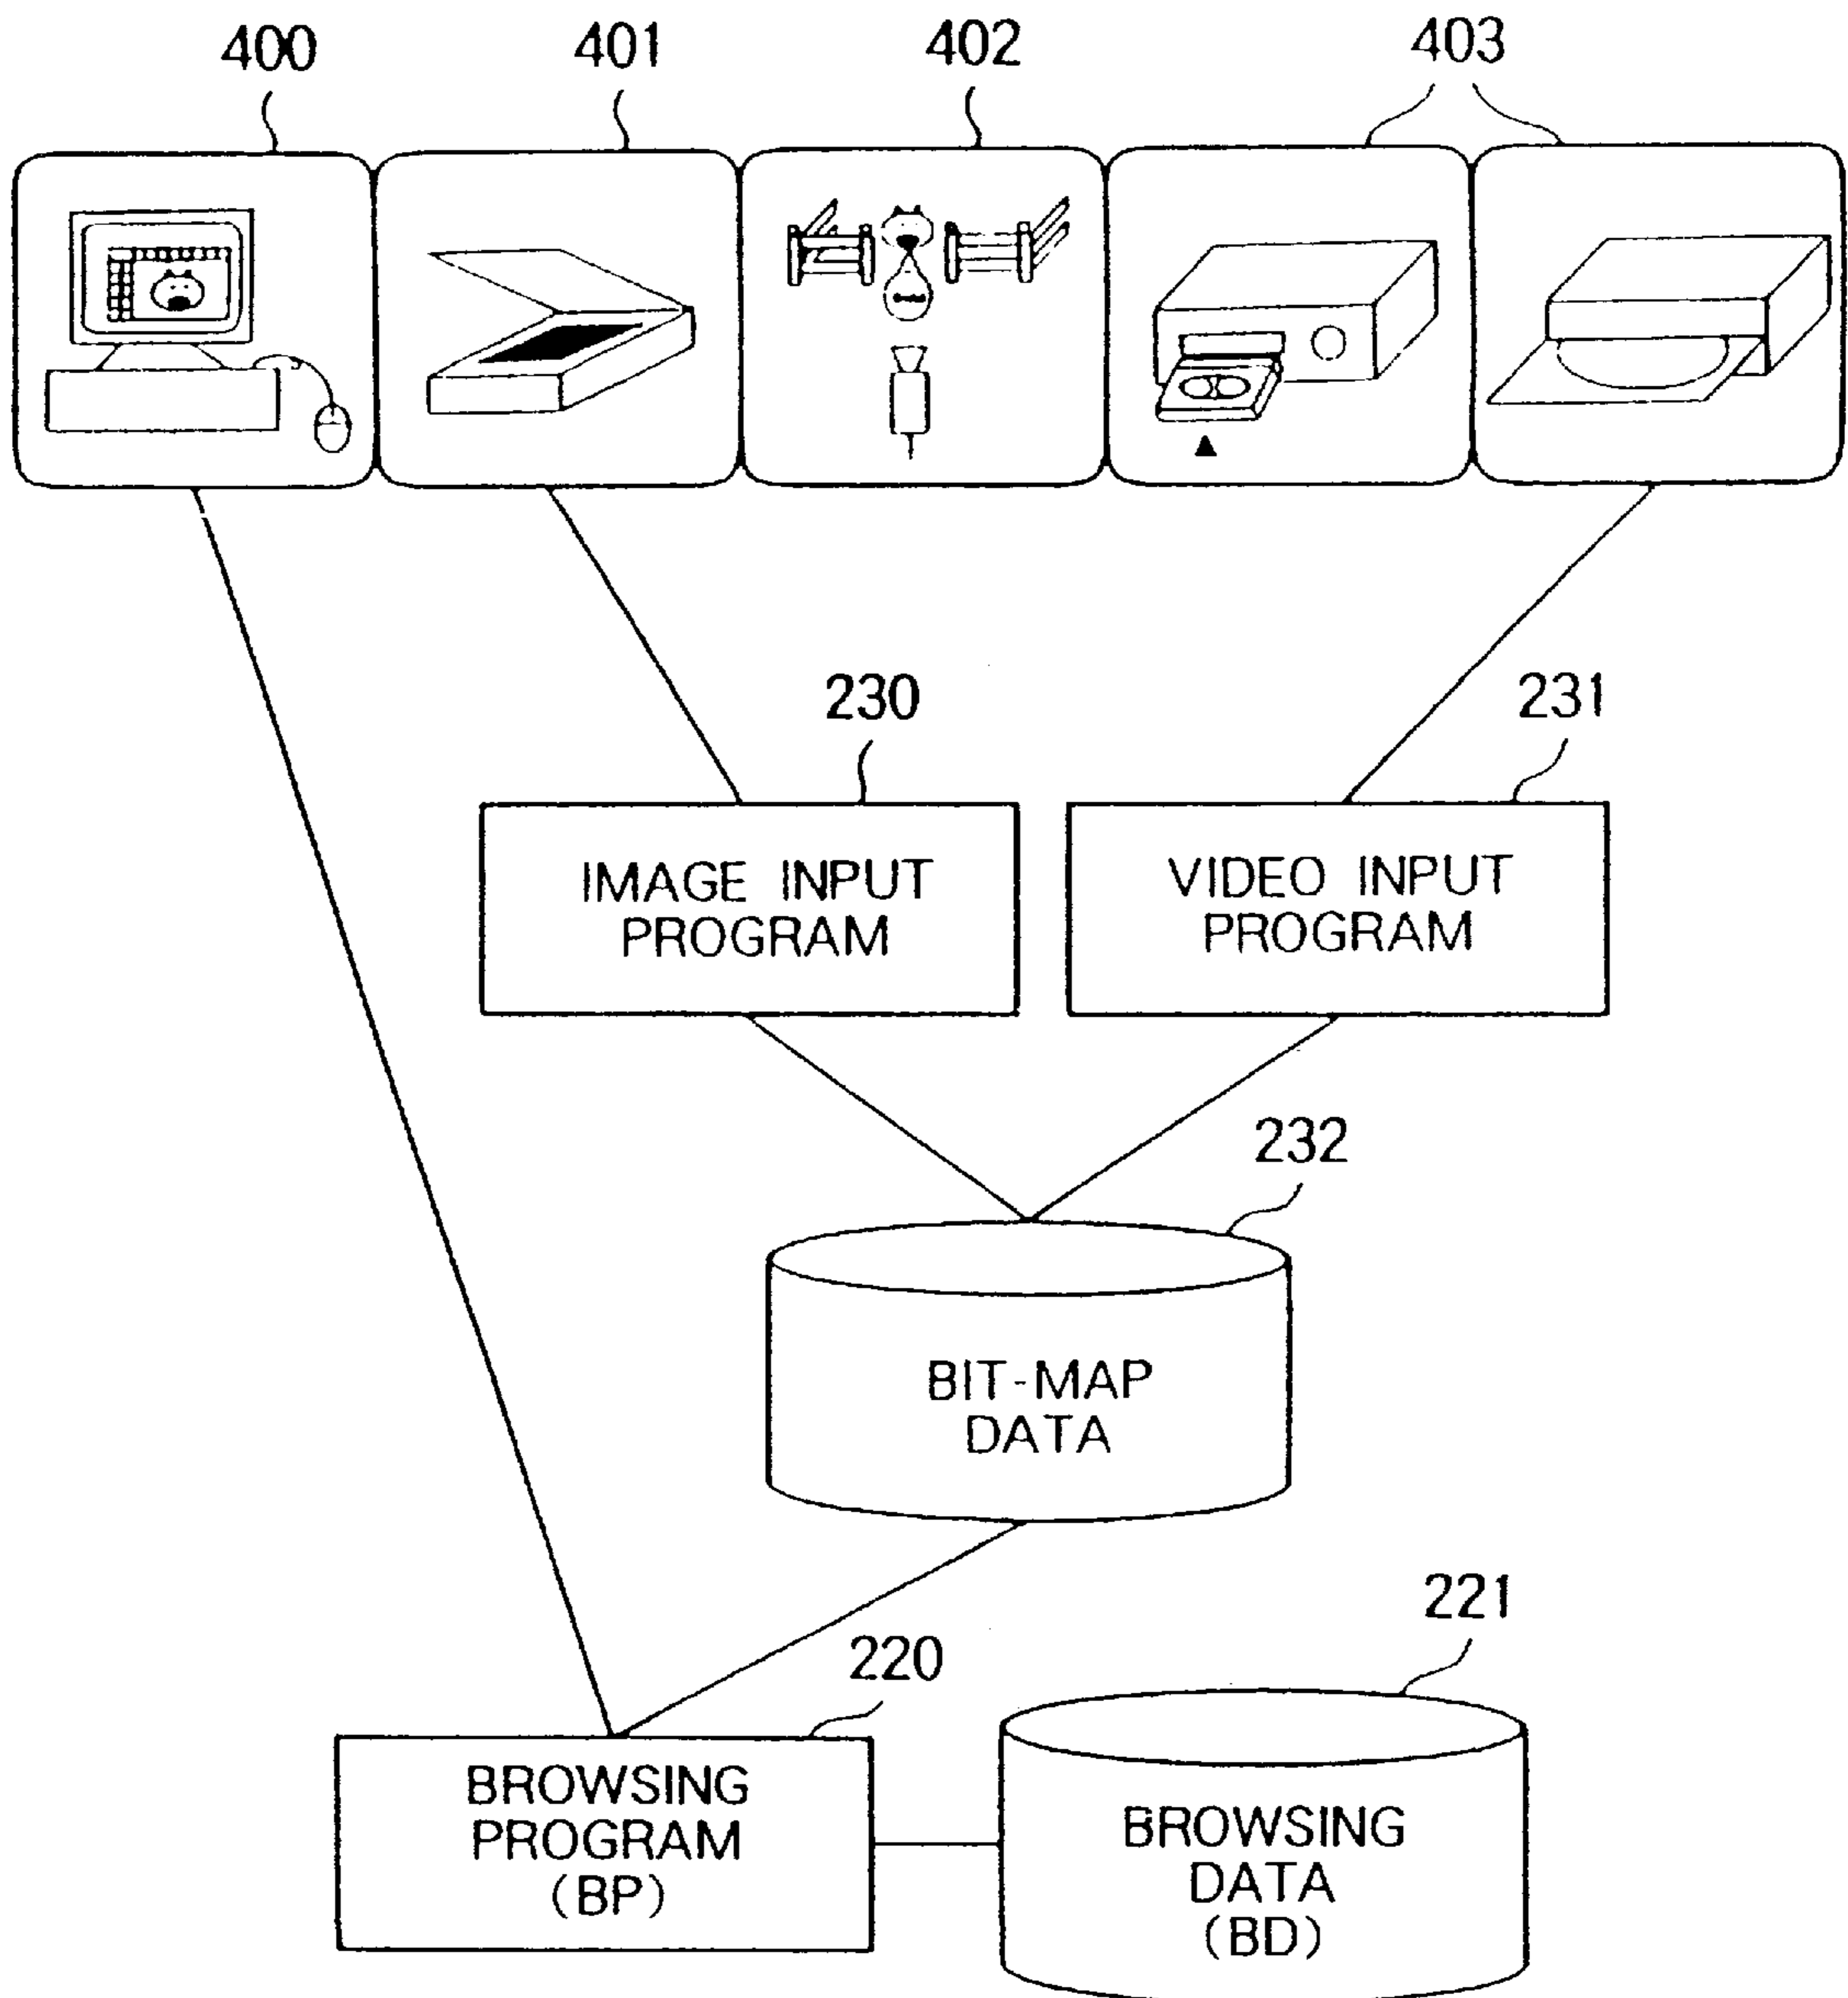 400
401
402
403
230
231
IMAGE INPUT
PROGRAM
VIDEO INPUT
PROGRAM
232
BIT-MAP
DATA
220
221
BROWSING
PROGRAM
(BP)
BROWSING
DATA
(BD)